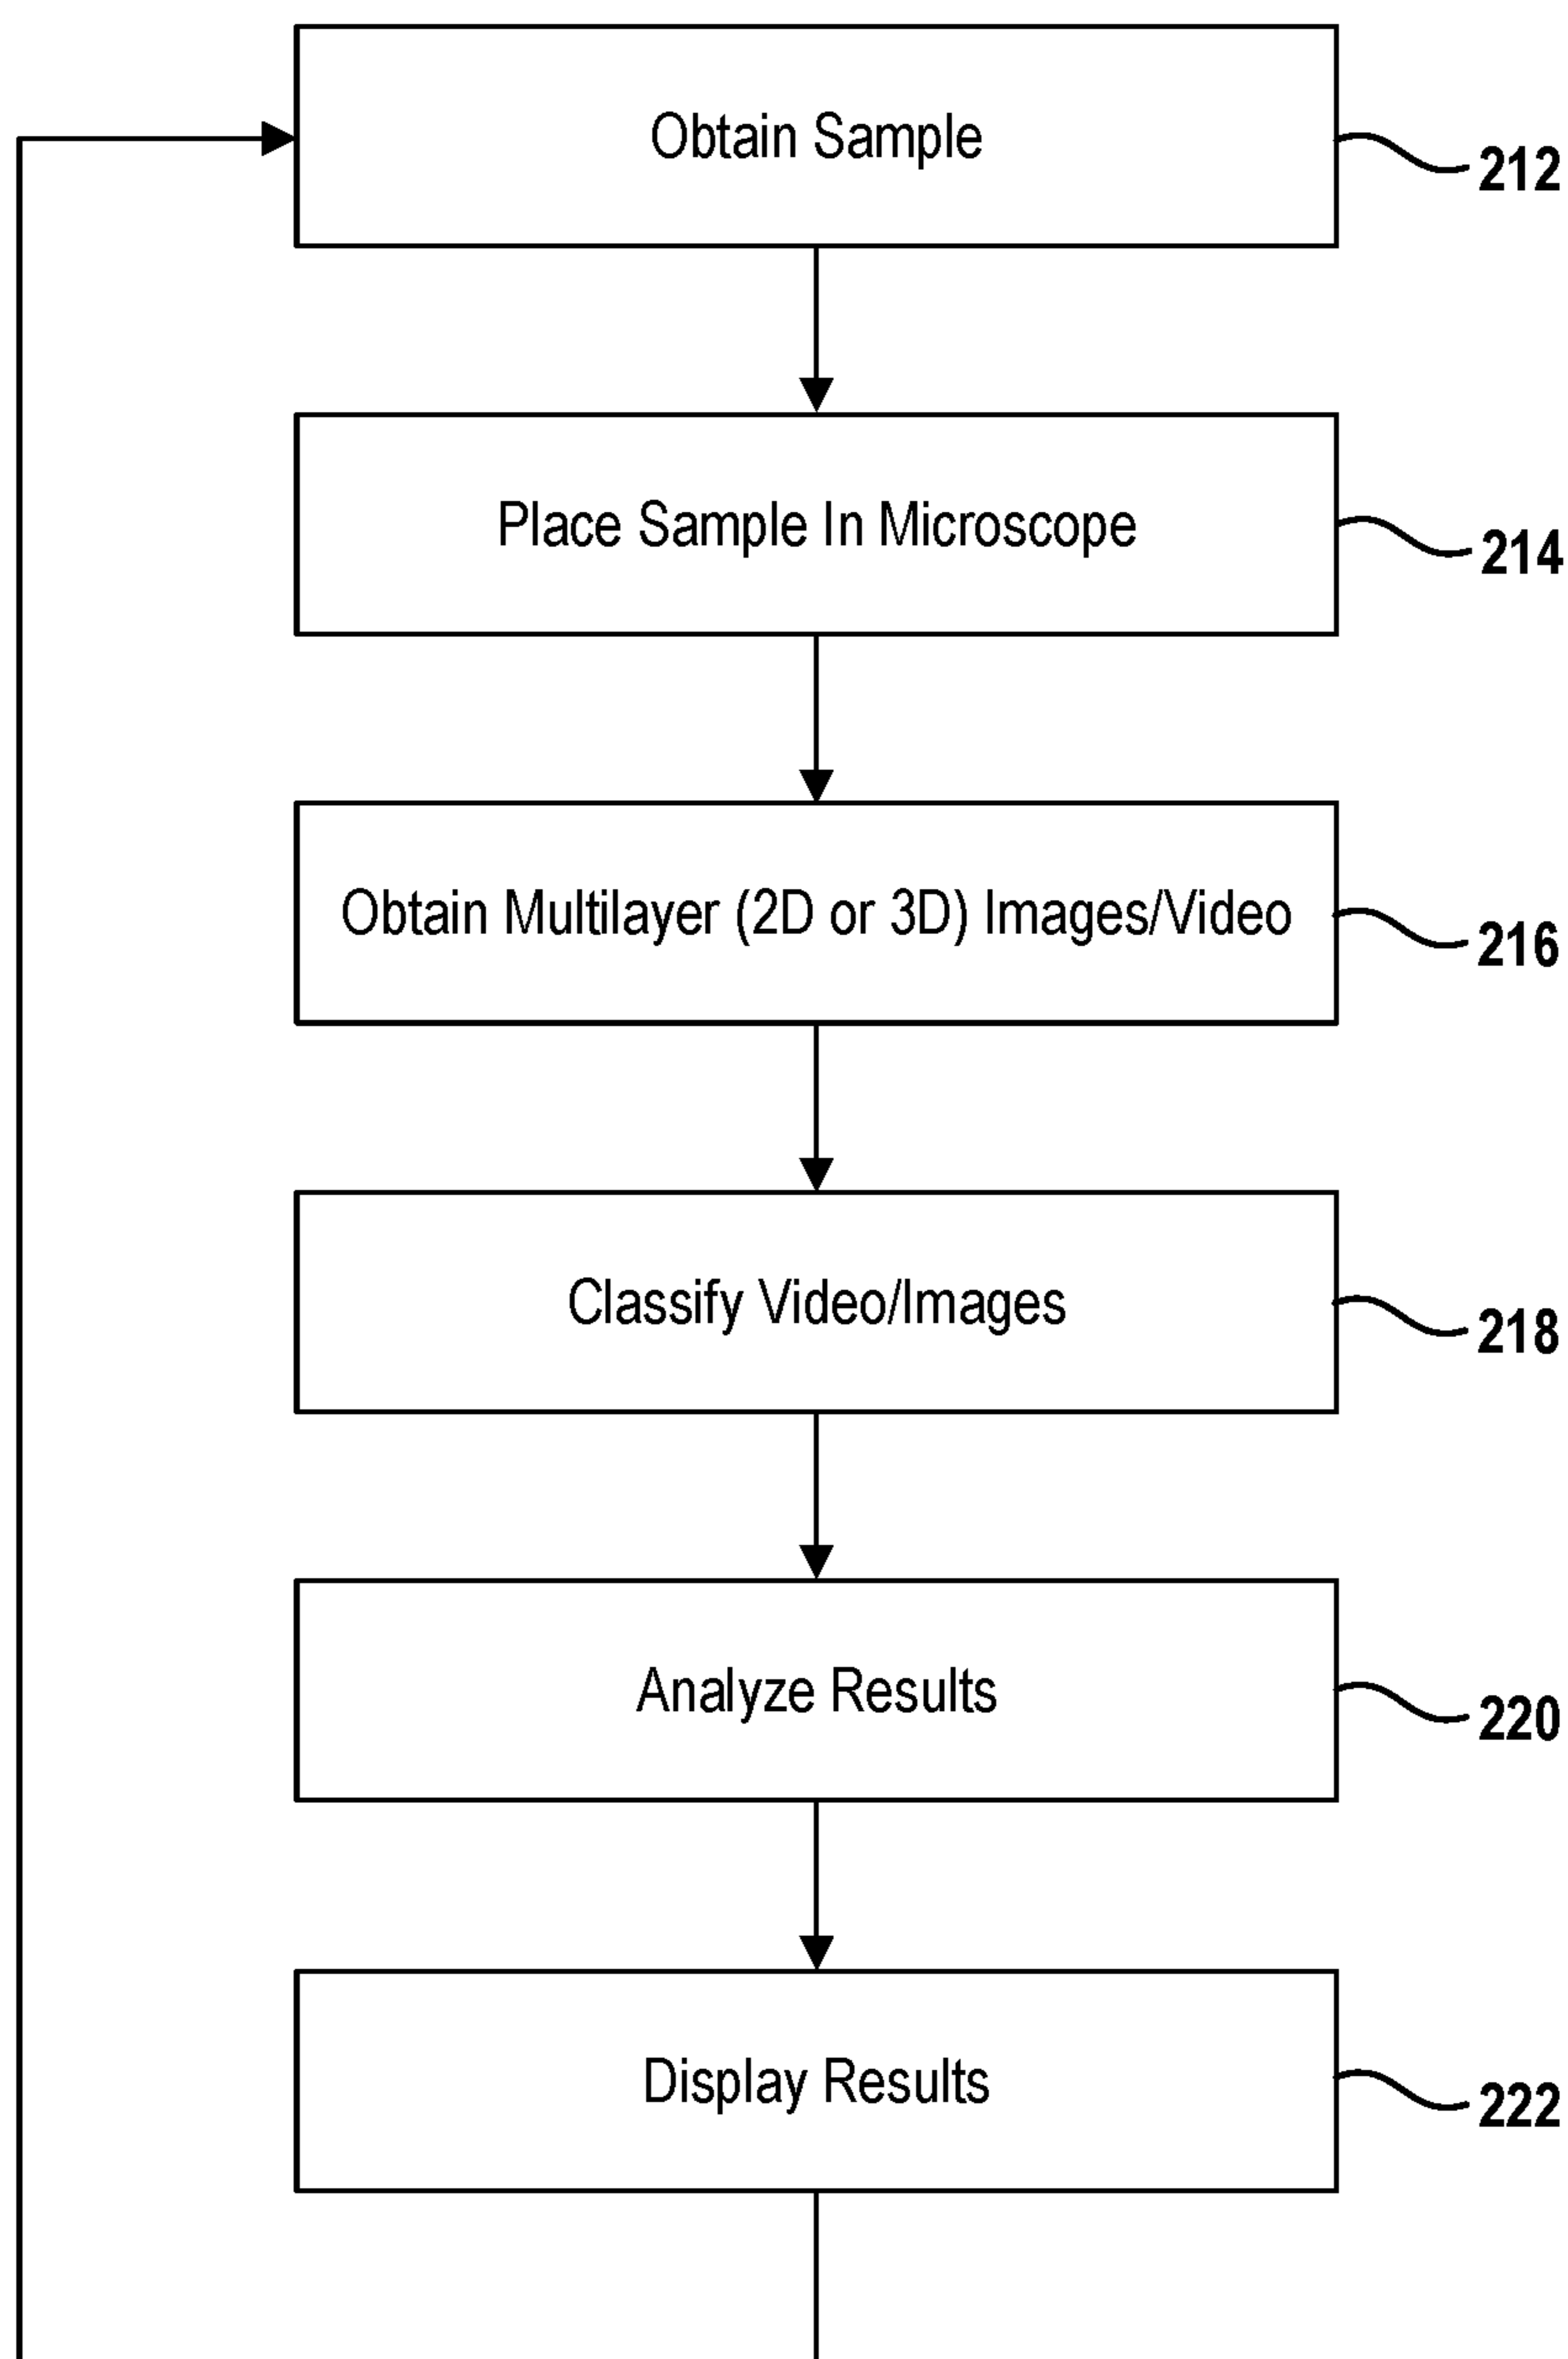 Obtain Sample
212
Place Sample In Microscope
214
Obtain Multilayer (2D or 3D) Images/Video
216
Classify Video/Images
218
Analyze Results
220
Display Results
222